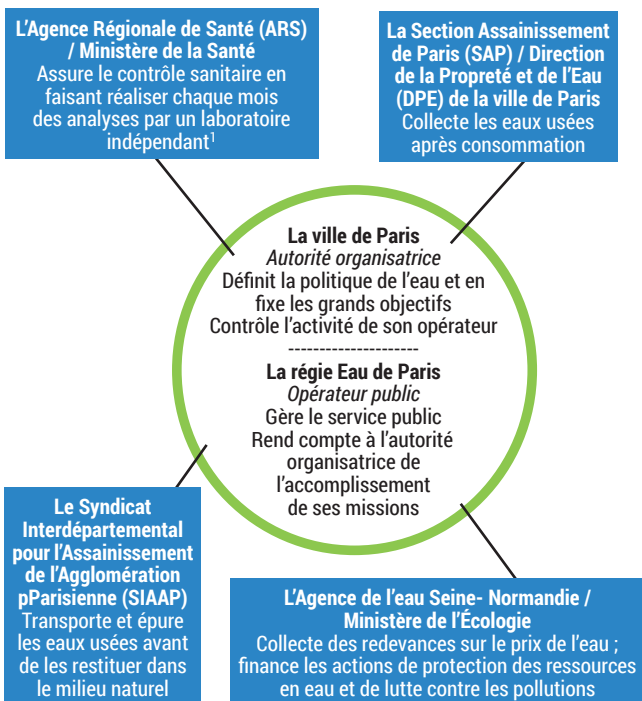 L'Agence Régionale de Santé (ARS)
/ Ministère de la Santé
Assure le contrôle sanitaire en
faisant réaliser chaque mois
des analyses par un laboratoire
indépendant¹
La Section Assainissement
de Paris (SAP) / Direction
de la Propreté et de l'Eau
(DPE) de la ville de Paris
Collecte les eaux usées
après consommation
La ville de Paris
Autorité organisatrice
Définit la politique de l'eau et en
fixe les grands objectifs
Contrôle l'activité de son opérateur
--------------------
La régie Eau de Paris
Opérateur public
Gère le service public
Rend compte à l'autorité
organisatrice de
l'accomplissement
de ses missions
Le Syndicat
Interdépartemental
pour l'Assainissement
de l'Agglomération
pParisienne (SIAAP)
Transporte et épure
les eaux usées avant
de les restituer dans
le milieu naturel
L'Agence de l'eau Seine- Normandie /
Ministère de l'Écologie
Collecte des redevances sur le prix de l'eau ;
finance les actions de protection des ressources
en eau et de lutte contre les pollutions